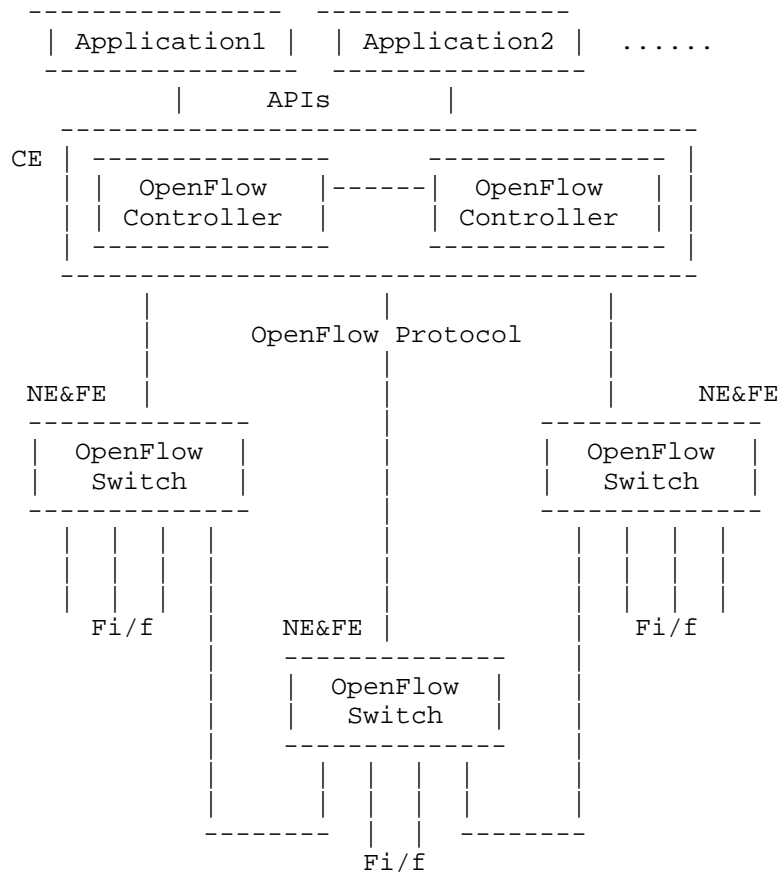 Application1 Application2 ......
APIs
CE
OpenFlow OpenFlow
Controller Controller
OpenFlow Protocol
NE&FE NE&FE
OpenFlow OpenFlow
Switch Switch
Fi/f NE&FE Fi/f
OpenFlow
Switch
Fi/f